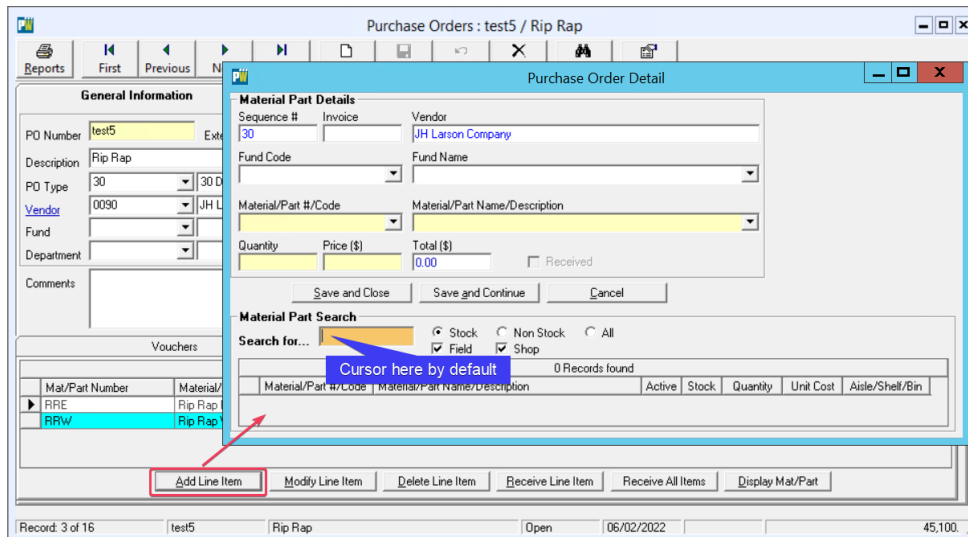 Purchase Orders : test5 / Rip Rap
Reports First Previous
Purchase Order Detail
General Information
PO Number test5
Description Rip Rap
PO Type 30 30 D
Vendor 0090 JH L
Fund
Department
Comments
Material Part Details
Sequence # Invoice Vendor
30 JH Larson Company
Fund Code Fund Name
Material/Part #/Code Material/Part Name/Description
Quantity Price ($) Total ($)
0.00 Received
Save and Close Save and Continue Cancel
Material Part Search
Search for... Stock Non Stock All
Field Shop
Cursor here by default
0 Records found
Material/Part #/Code Material/Part Name/Description Active Stock Quantity Unit Cost Aisle/Shelf/Bin
Vouchers
Mat/Part Number Material/
RRE Rip Rap
RRW Rip Rap
Add Line Item Modify Line Item Delete Line Item Receive Line Item Receive All Items Display Mat/Part
Record: 3 of 16 test5 Rip Rap Open 06/02/2022 45,100.